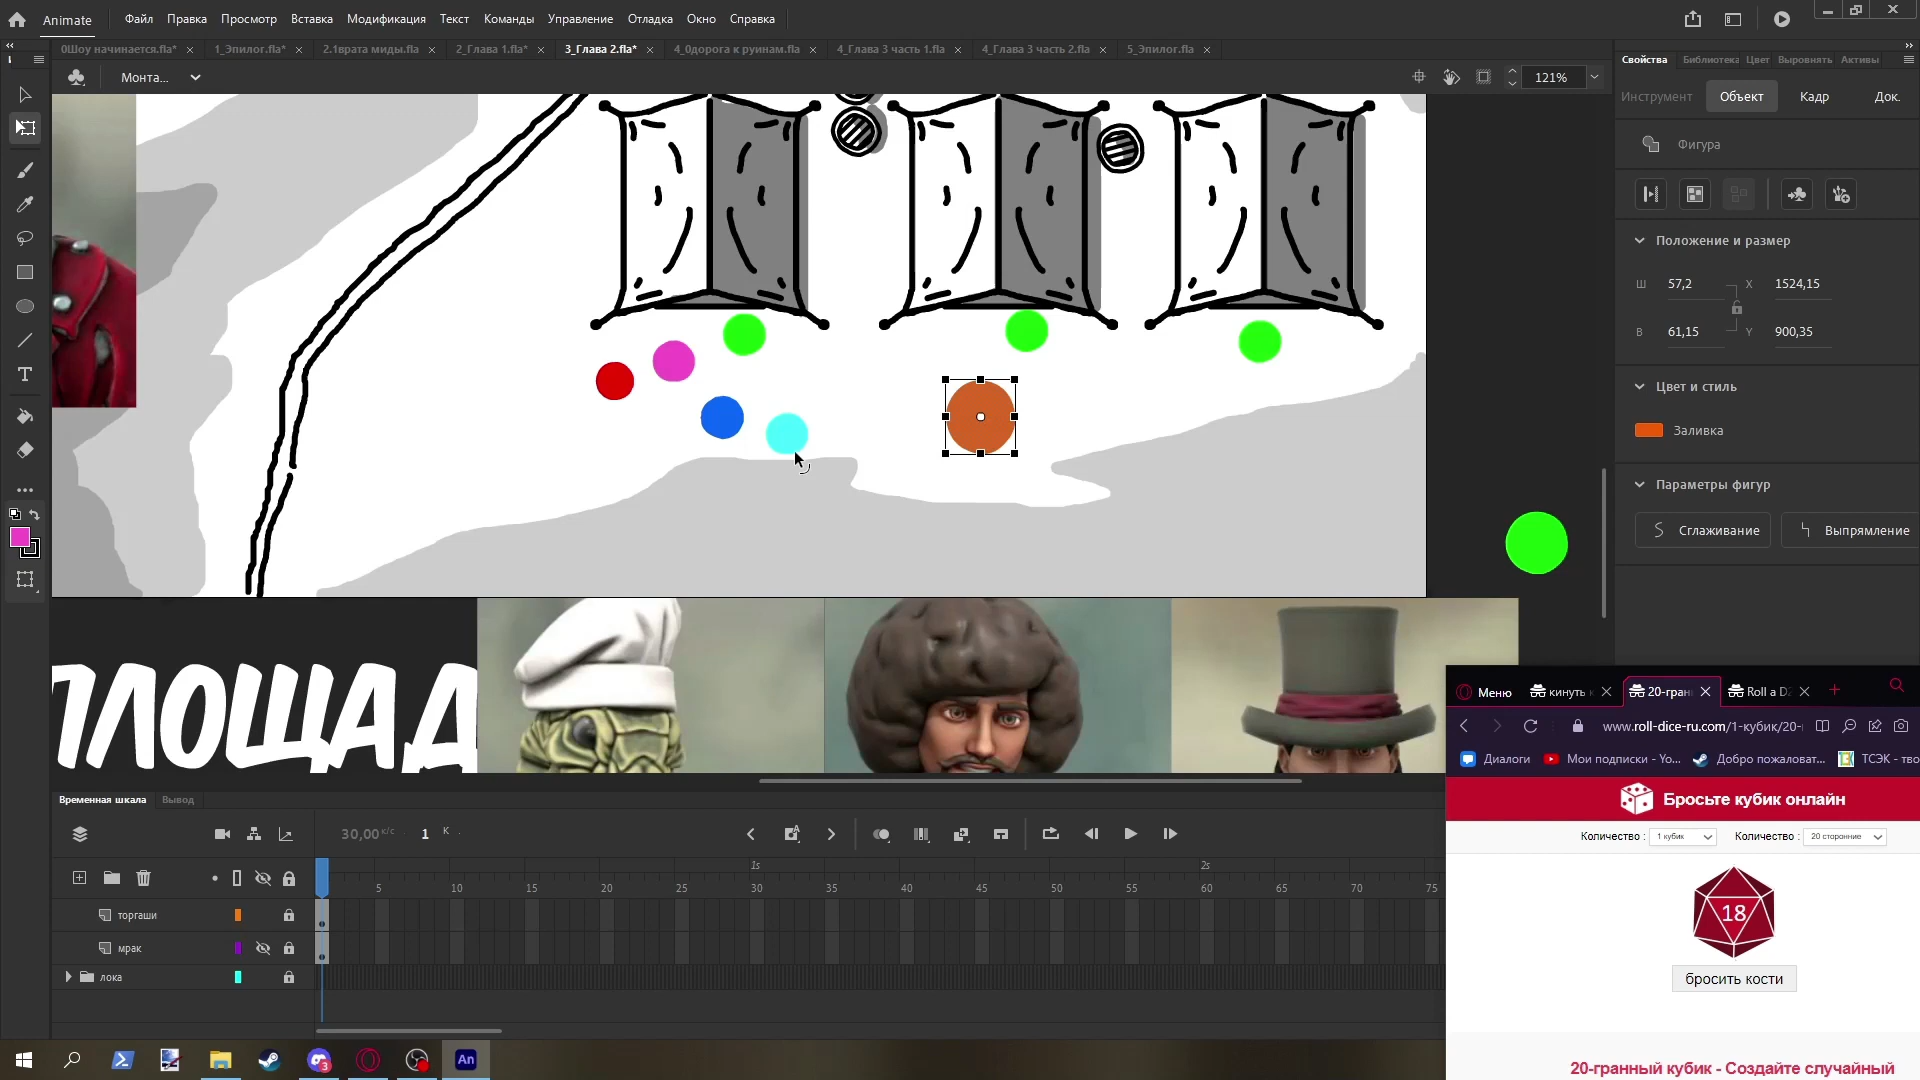 Animate
Файл Правка Просмотр Вставка Модификация Текст Команды Управление Отладка Окно Справка
0Шоу начинается.fla*
1_Эпилог.fla*
2.1врата миды.fla
2_Глава 1.fla*
3_Глава 2.fla*
4_0дорога к руинам.fla
4_Глава 3 часть 1.fla
4_Глава 3 часть 2.fla
5_Эпилог.fla
Монта...
121%
Свойства Библиотека Цвет Выровнять Активы
Инструмент Объект Кадр Док.
Фигура
Положение и размер
Ш 57,2 X 1524,15
В 61,15 Y 900,35
Цвет и стиль
Заливка
Параметры фигур
Сглаживание Выпрямление
ПЛОЩАД
Временная шкала Вывод
30,00 к/с 1 К
1s 2s
5 10 15 20 25 30 35 40 45 50 55 60 65 70 75
торгаши
мрак
лока
Меню
кинуть к
20-гран
Roll a D2
www.roll-dice-ru.com/1-кубик/20-
Диалоги Мои подписки - Yo... Добро пожаловат... ТСЭК - тво
Бросьте кубик онлайн
Количество : 1 кубик Количество : 20 сторонние
18
бросить кости
20-гранный кубик - Создайте случайный
3
An